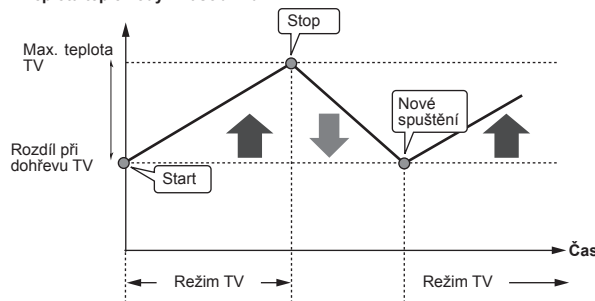 Stop
Max. teplota
TV
Nové
spuštění
Rozdíl při
dohřevu TV
Start
Čas
Režim TV
Režim TV